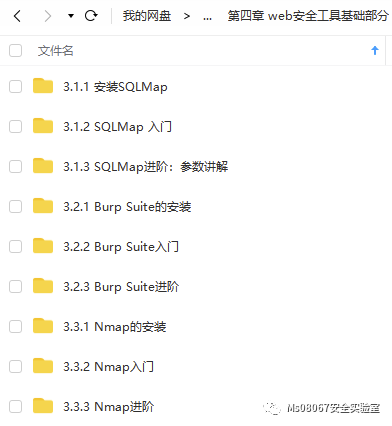 我的网盘 > ... 第四章 web安全工具基础部分
文件名
3.1.1 安装SQLMap
3.1.2 SQLMap 入门
3.1.3 SQLMap进阶：参数讲解
3.2.1 Burp Suite的安装
3.2.2 Burp Suite入门
3.2.3 Burp Suite进阶
3.3.1 Nmap的安装
3.3.2 Nmap入门
3.3.3 Nmap进阶
Ms08067安全实验室